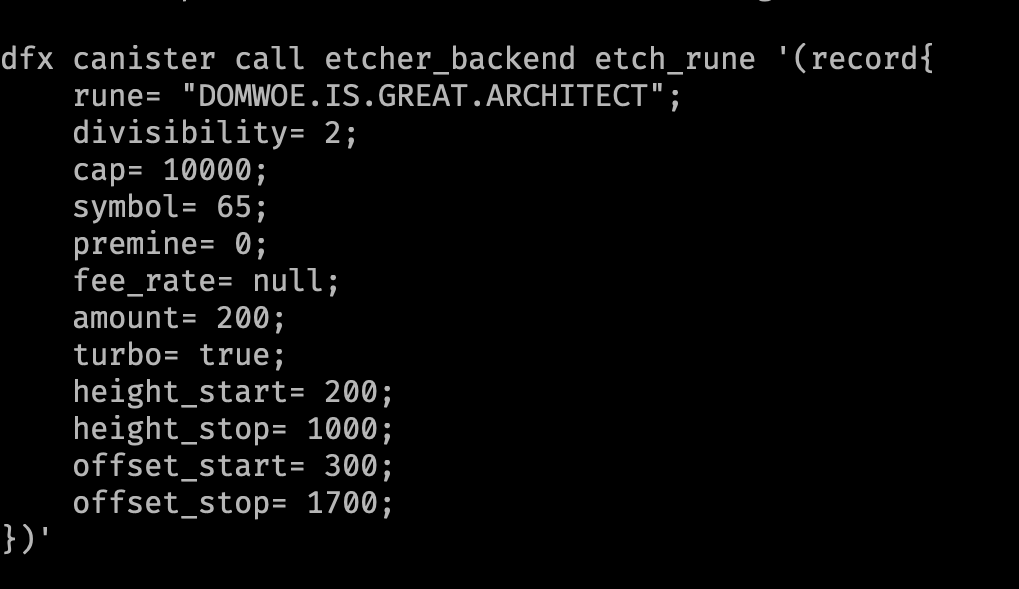 dfx canister call etcher_backend etch_rune '(record{
    rune= "DOMWOE.IS.GREAT.ARCHITECT";
    divisibility= 2;
    cap= 10000;
    symbol= 65;
    premine= 0;
    fee_rate= null;
    amount= 200;
    turbo= true;
    height_start= 200;
    height_stop= 1000;
    offset_start= 300;
    offset_stop= 1700;
})'